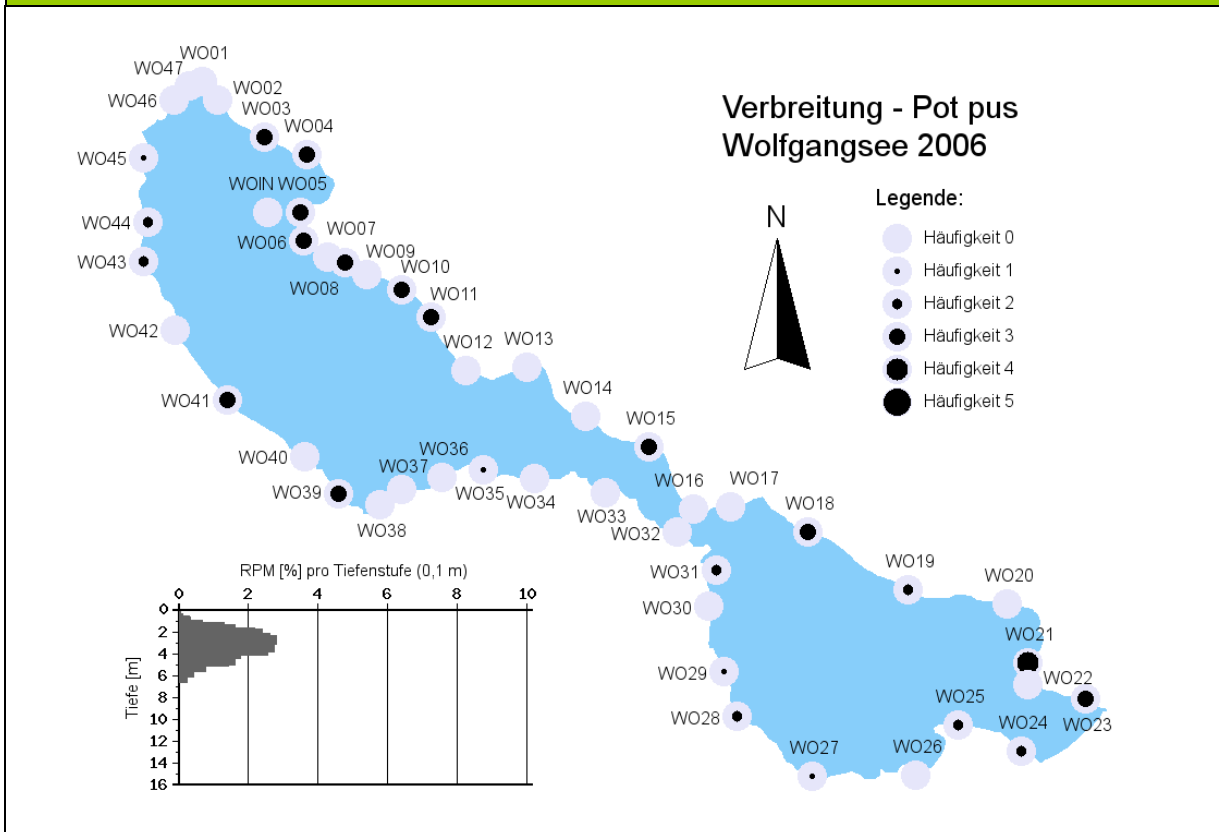 Verbreitung - Pot pus
Wolfgangsee 2006
Legende:
Häufigkeit 0
Häufigkeit 1
Häufigkeit 2
Häufigkeit 3
Häufigkeit 4
Häufigkeit 5
N
WO01
WO47
WO02
WO46
WO03
WO04
WO45
WOIN WO05
WO44
WO07
WO06
WO09
WO43
WO10
WO08
WO11
WO42
WO12
WO13
WO41
WO14
WO15
WO36
WO40
WO37
WO39
WO35
WO34
WO16
WO17
WO38
WO33
WO18
WO32
WO31
WO19
WO20
WO30
WO21
WO29
WO22
WO25
WO28
WO24
WO23
WO27
WO26
RPM [%] pro Tiefenstufe (0,1 m)
0 2 4 6 8 10
Tiefe [m]
0
2
4
6
8
10
12
14
16